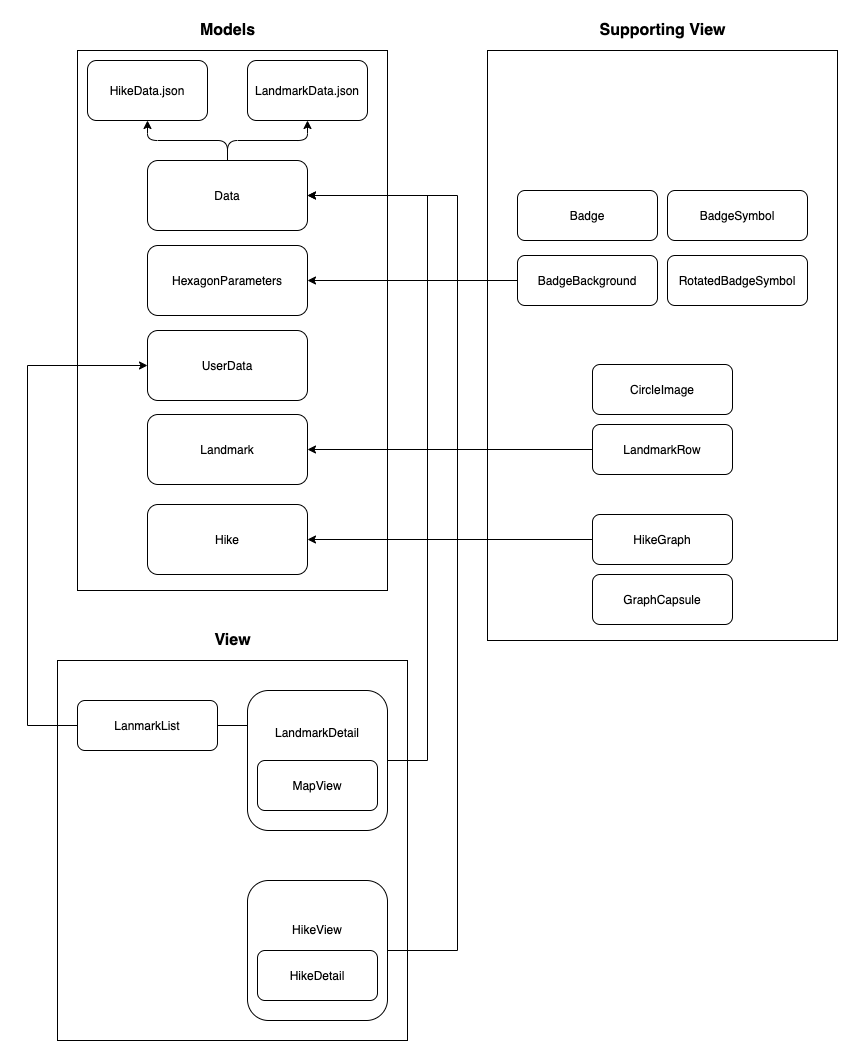 Models
Supporting View
HikeData.json
LandmarkData.json
Data
Badge
BadgeSymbol
HexagonParameters
BadgeBackground
RotatedBadgeSymbol
UserData
CircleImage
Landmark
LandmarkRow
Hike
HikeGraph
GraphCapsule
View
LanmarkList
LandmarkDetail
MapView
HikeView
HikeDetail